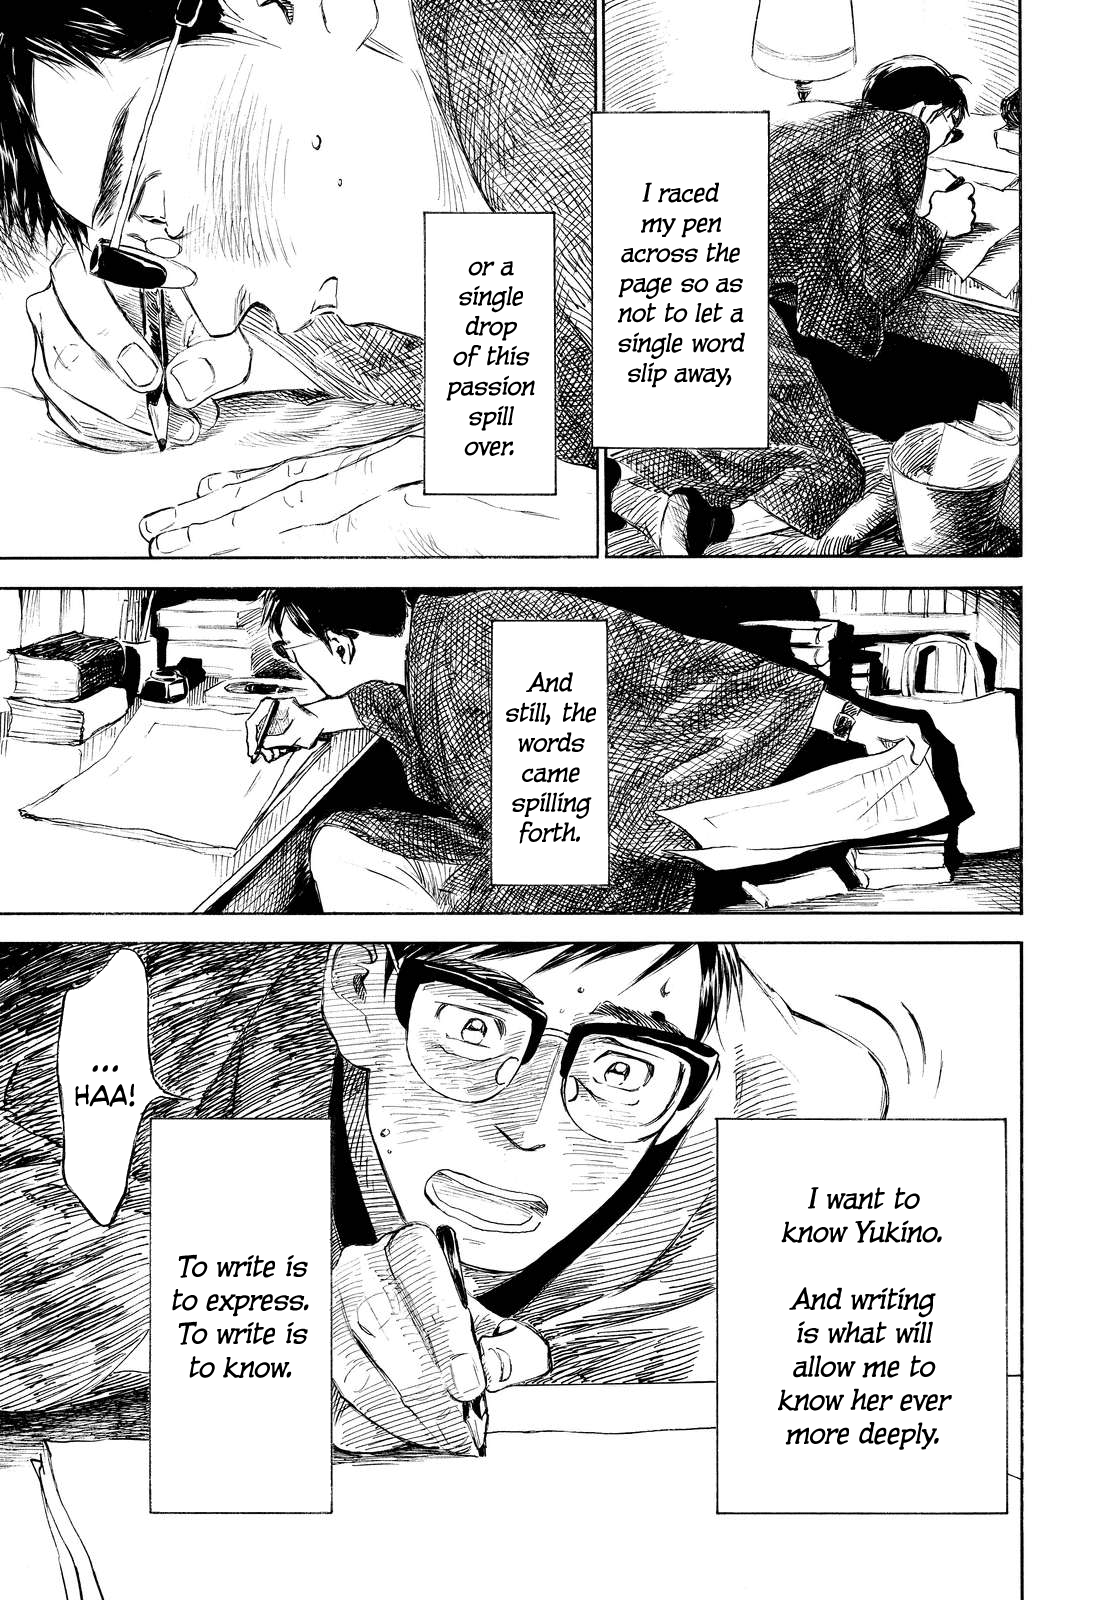 I raced
my pen
across the
page so as
not to let a
single word
slip away,
or a
single
drop
of this
passion
spill
over.
And
still, the
words
came
spilling
forth.
I want to
know Yukino.
And writing
is what will
allow me to
know her ever
more deeply.
To write is
to express.
To write is
to know.
...
HAA!